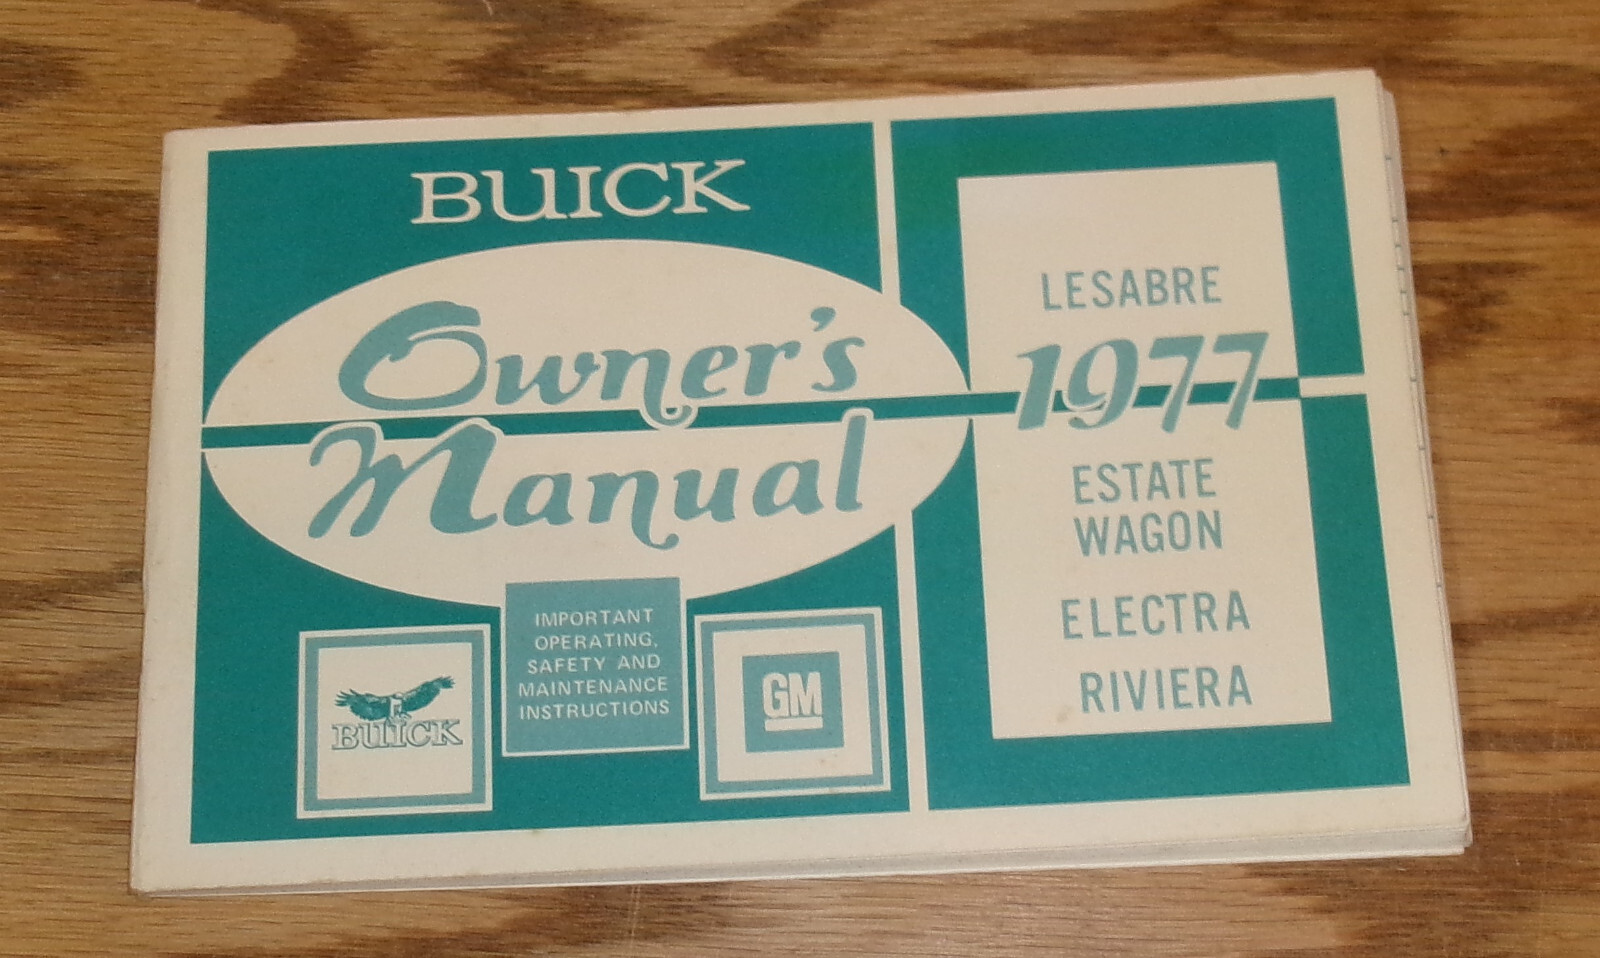 BUICK
Owner's
Manual
IMPORTANT
OPERATING,
SAFETY AND
MAINTENANCE
INSTRUCTIONS
BUICK
GM
LESABRE
1977
ESTATE
WAGON
ELECTRA
RIVIERA